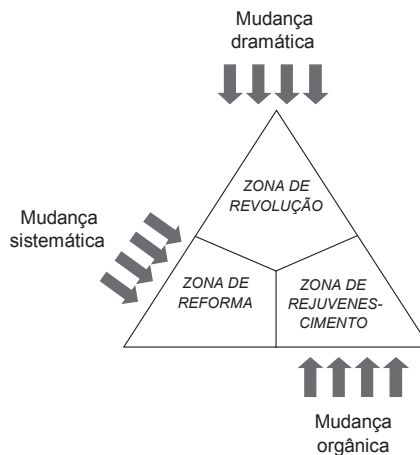 Mudança
dramática
ZONA DE
REVOLUÇÃO
Mudança
sistemática
ZONA DE
REFORMA
ZONA DE
REJUVENES-
CIMENTO
Mudança
orgânica